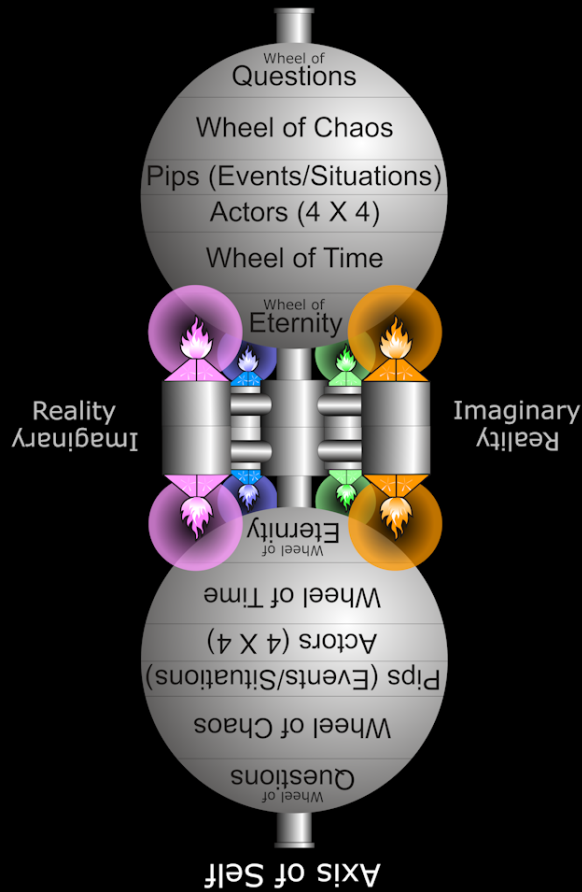 Wheel of
Questions
Wheel of Chaos
Pips (Events/Situations)
Actors (4 X 4)
Wheel of Time
Wheel of
Eternity
Reality
Imaginary
Imaginary
Reality
Wheel of
Eternity
Wheel of Time
Actors (4 X 4)
Pips (Events/Situations)
Wheel of Chaos
Wheel of
Questions
Axis of Self